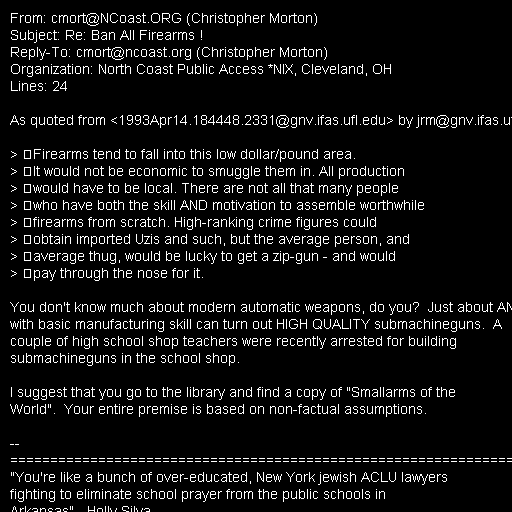 From: cmort@NCoast.ORG (Christopher Morton)
Subject: Re: Ban All Firearms !
Reply-To: cmort@ncoast.org (Christopher Morton)
Organization: North Coast Public Access *NIX, Cleveland, OH
Lines: 24

As quoted from <1993Apr14.184448.2331@gnv.ifas.ufl.edu> by jrm@gnv.ifas.uf

> ▯Firearms tend to fall into this low dollar/pound area.
> ▯It would not be economic to smuggle them in. All production
> ▯would have to be local. There are not all that many people
> ▯who have both the skill AND motivation to assemble worthwhile
> ▯firearms from scratch. High-ranking crime figures could
> ▯obtain imported Uzis and such, but the average person, and
> ▯average thug, would be lucky to get a zip-gun - and would
> ▯pay through the nose for it.

You don't know much about modern automatic weapons, do you?  Just about AN
with basic manufacturing skill can turn out HIGH QUALITY submachineguns.  A
couple of high school shop teachers were recently arrested for building
submachineguns in the school shop.

I suggest that you go to the library and find a copy of "Smallarms of the
World".  Your entire premise is based on non-factual assumptions.

--
================================================================
"You're like a bunch of over-educated, New York jewish ACLU lawyers
fighting to eliminate school prayer from the public schools in
Arkansas" - Holly Silva